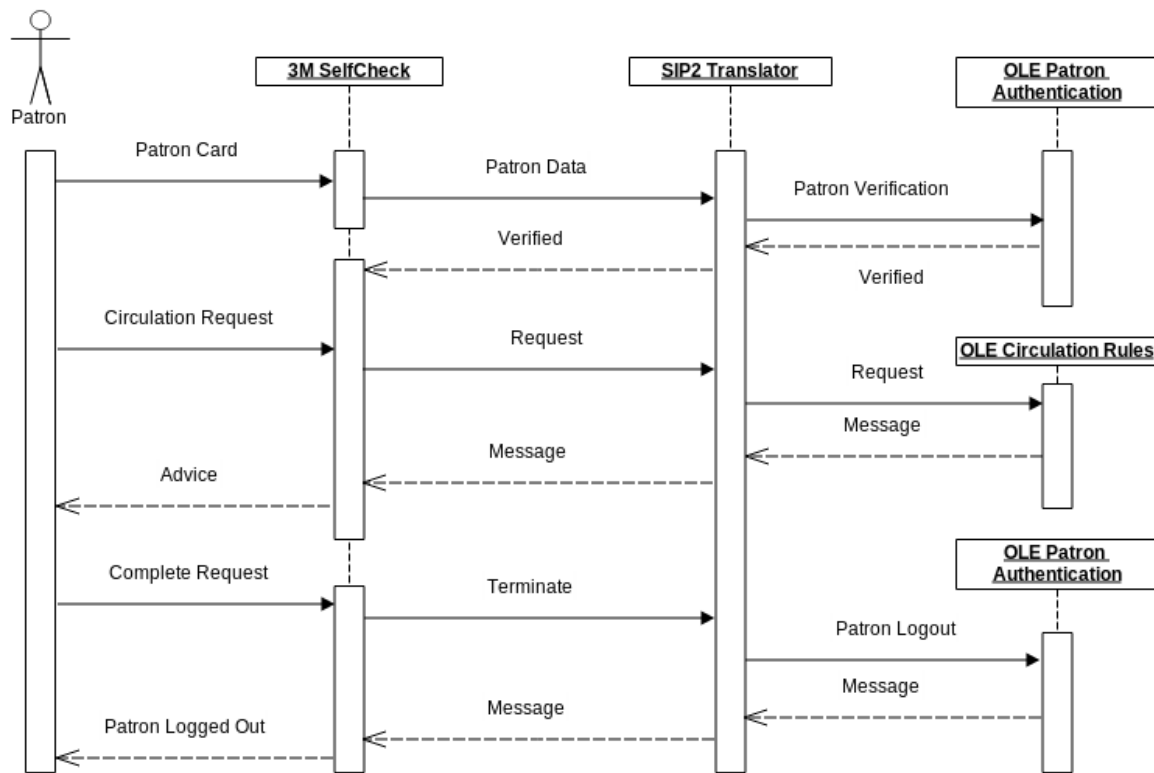 Patron
3M SelfCheck
SIP2 Translator
OLE Patron
Authentication
Patron Card
Patron Data
Patron Verification
Verified
Verified
Circulation Request
Request
OLE Circulation Rules
Request
Message
Message
Advice
OLE Patron
Authentication
Complete Request
Terminate
Patron Logout
Message
Message
Patron Logged Out